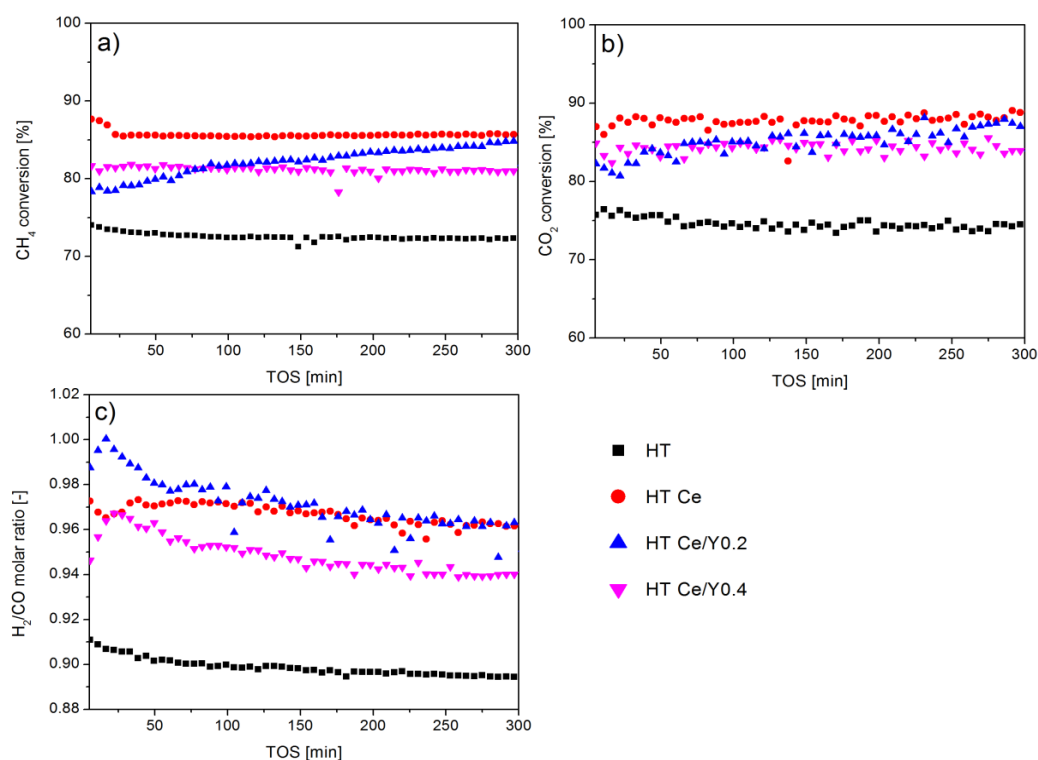 a)
100
90
80
70
60
CH4 conversion [%]
50 100 150 200 250 300
TOS [min]
b)
100
90
80
70
60
CO2 conversion [%]
50 100 150 200 250 300
TOS [min]
c)
1.02
1.00
0.98
0.96
0.94
0.91
0.90
0.88
H2/CO molar ratio [-]
50 100 150 200 250 300
TOS [min]
HT
HT Ce
HT Ce/Y0.2
HT Ce/Y0.4